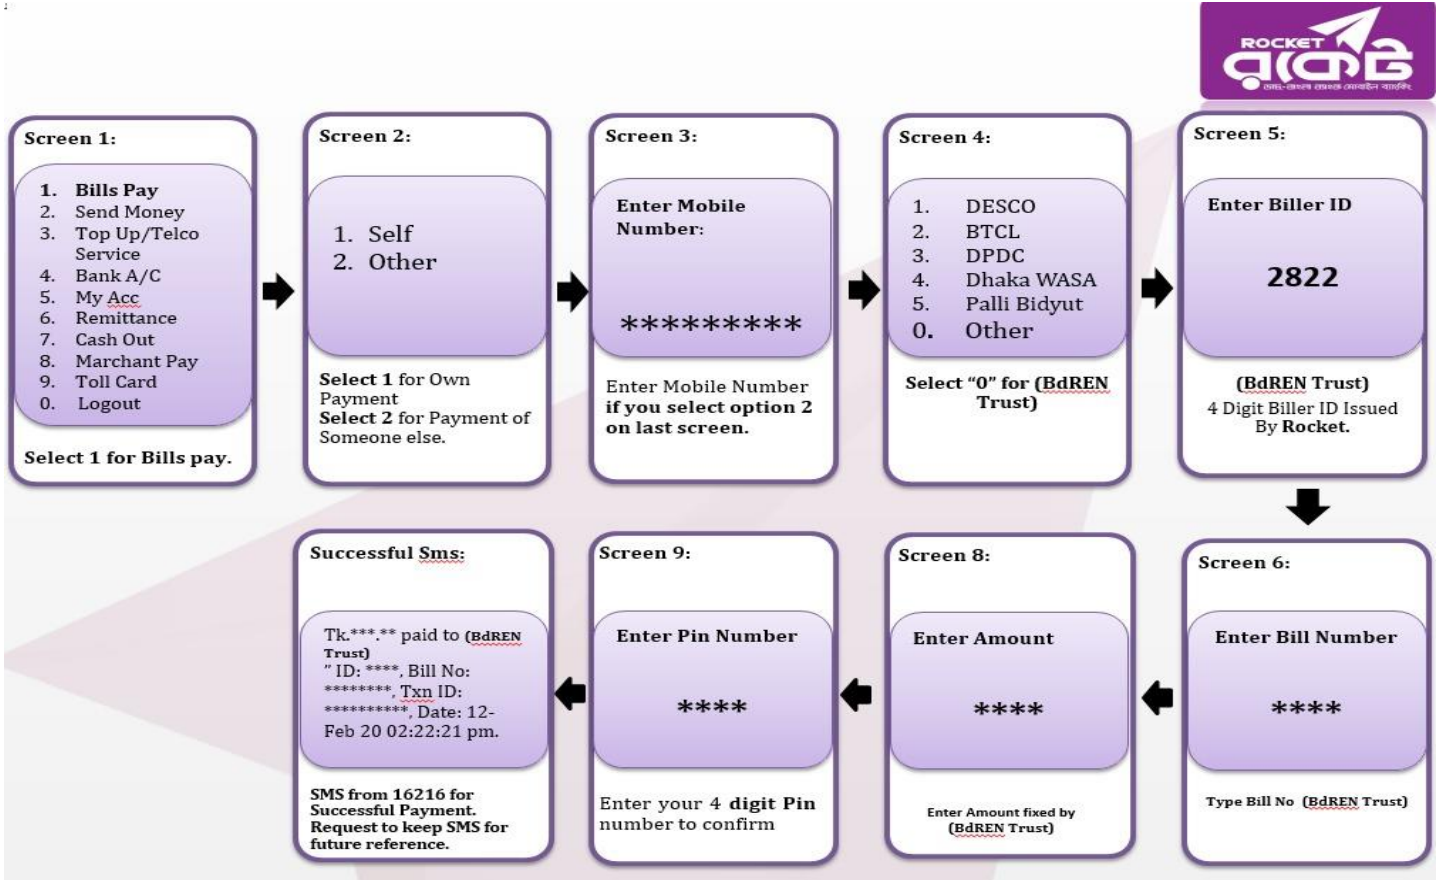 ROCKET
রকেট
ডাচ্-বাংলা ব্যাংক মোবাইল ব্যাংকিং
Screen 1:
1. Bills Pay
2. Send Money
3. Top Up/Telco
Service
4. Bank A/C
5. My Acc
6. Remittance
7. Cash Out
8. Marchant Pay
9. Toll Card
0. Logout
Select 1 for Bills pay.
Screen 2:
1. Self
2. Other
Select 1 for Own
Payment
Select 2 for Payment of
Someone else.
Screen 3:
Enter Mobile
Number:
*********
Enter Mobile Number
if you select option 2
on last screen.
Screen 4:
1. DESCO
2. BTCL
3. DPDC
4. Dhaka WASA
5. Palli Bidyut
0. Other
Select “0” for (BdREN
Trust)
Screen 5:
Enter Biller ID
2822
(BdREN Trust)
4 Digit Biller ID Issued
By Rocket.
Screen 6:
Enter Bill Number
****
Type Bill No (BdREN Trust)
Screen 8:
Enter Amount
****
Enter Amount fixed by
(BdREN Trust)
Screen 9:
Enter Pin Number
****
Enter your 4 digit Pin
number to confirm
Successful Sms:
Tk.***.** paid to (BdREN
Trust)
” ID: ****, Bill No:
********, Txn ID:
**********, Date: 12-
Feb 20 02:22:21 pm.
SMS from 16216 for
Successful Payment.
Request to keep SMS for
future reference.